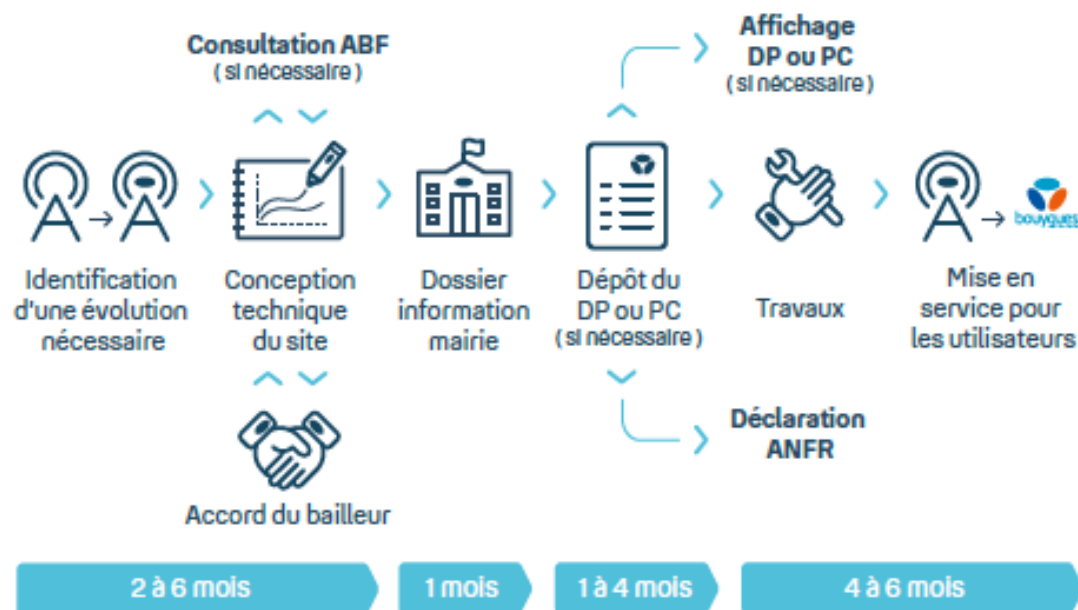 Consultation ABF
( si nécessaire )
Affichage
DP ou PC
( si nécessaire )
bouygues
Identification
d'une évolution
nécessaire
Conception
technique
du site
Dossier
information
mairie
Dépôt du
DP ou PC
( si nécessaire )
Travaux
Mise en
service pour
les utilisateurs
Déclaration
ANFR
Accord du bailleur
2 à 6 mois
1 mois
1 à 4 mois
4 à 6 mois